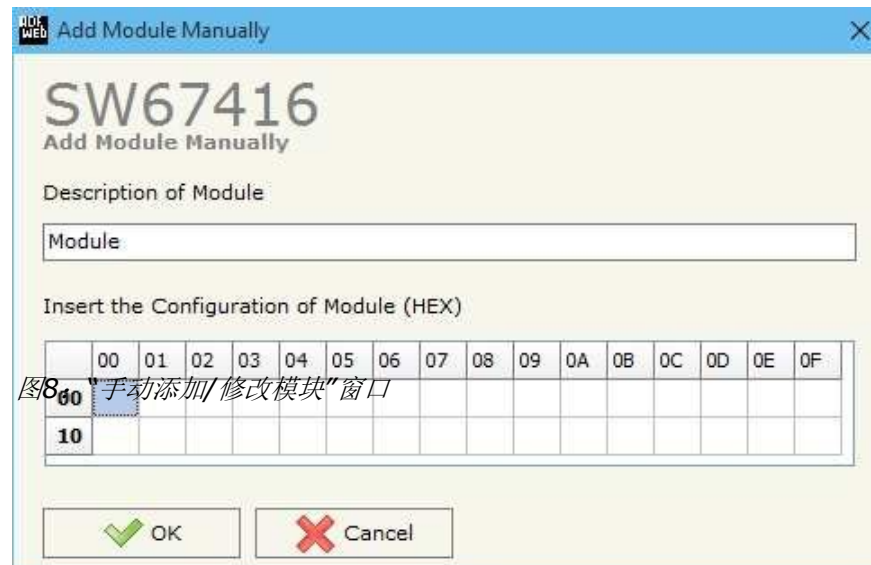 ADF WEB Add Module Manually
SW67416
Add Module Manually
Description of Module
Module
Insert the Configuration of Module (HEX)
00 01 02 03 04 05 06 07 08 09 0A 0B 0C 0D 0E 0F
图8:“手动添加/修改模块”窗口
00
10
OK Cancel